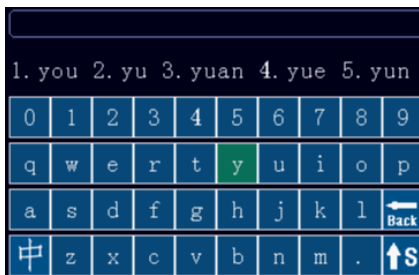 1. you 2. yu 3. yuan 4. yue 5. yun
0 1 2 3 4 5 6 7 8 9
q w e r t y u i o p
a s d f g h j k l Back
中 z x c v b n m . S